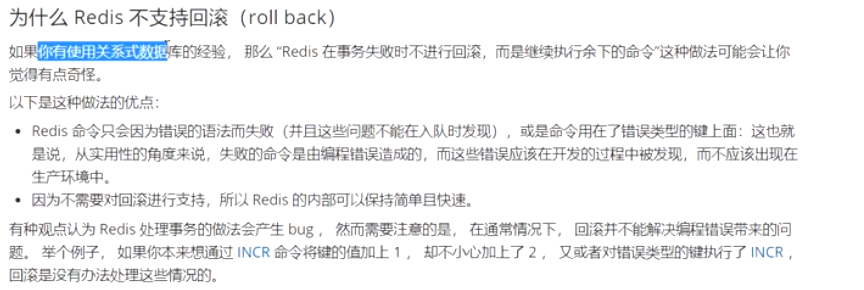 为什么 Redis 不支持回滚（roll back）
如果你有使用关系式数据库的经验， 那么 “Redis 在事务失败时不进行回滚，而是继续执行余下的命令”这种做法可能会让你
觉得有点奇怪。
以下是这种做法的优点：
• Redis 命令只会因为错误的语法而失败（并且这些问题不能在入队时发现），或是命令用在了错误类型的键上面：这也就
是说，从实用性的角度来说，失败的命令是由编程错误造成的，而这些错误应该在开发的过程中被发现，而不应该出现在
生产环境中。
• 因为不需要对回滚进行支持，所以 Redis 的内部可以保持简单且快速。
有种观点认为 Redis 处理事务的做法会产生 bug ， 然而需要注意的是， 在通常情况下， 回滚并不能解决编程错误带来的问
题。 举个例子， 如果你本来想通过 INCR 命令将键的值加上 1 ， 却不小心加上了 2 ， 又或者对错误类型的键执行了 INCR ，
回滚是没有办法处理这些情况的。